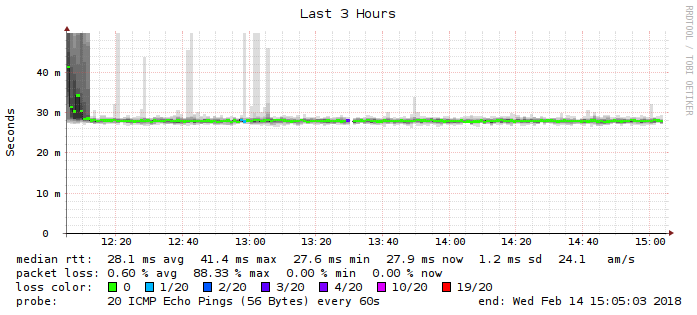 Last 3 Hours
RRDTOOL / TOBI OETIKER
Seconds
40 m
30 m
20 m
10 m
0
12:20 12:40 13:00 13:20 13:40 14:00 14:20 14:40 15:00
median rtt: 28.1 ms avg 41.4 ms max 27.6 ms min 27.9 ms now 1.2 ms sd 24.1 am/s
packet loss: 0.60 % avg 88.33 % max 0.00 % min 0.00 % now
loss color: 0 1/20 2/20 3/20 4/20 10/20 19/20
probe: 20 ICMP Echo Pings (56 Bytes) every 60s end: Wed Feb 14 15:05:03 2018